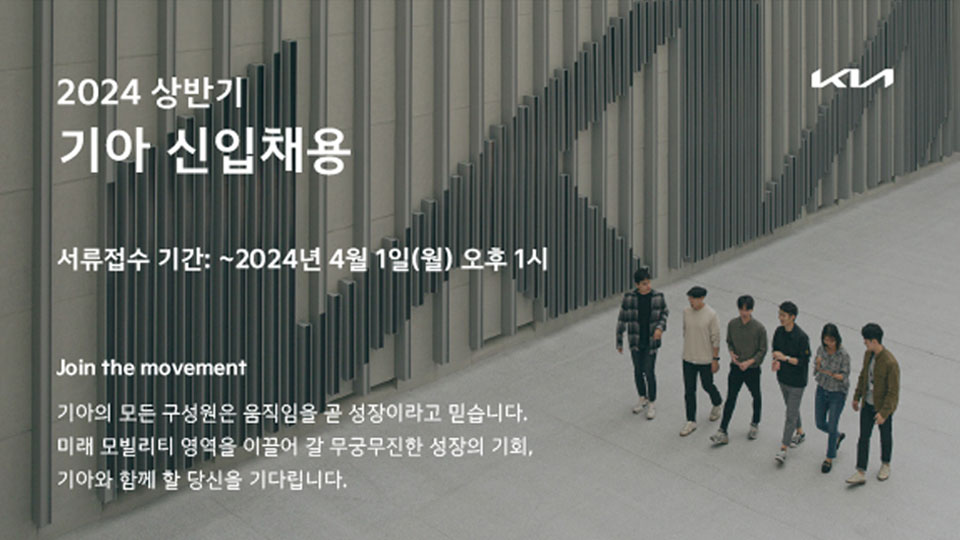 2024 상반기
KIA
기아 신입채용
서류접수 기간: ~2024년 4월 1일(월) 오후 1시
Join the movement
기아의 모든 구성원은 움직임을 곧 성장이라고 믿습니다.
미래 모빌리티 영역을 이끌어 갈 무궁무진한 성장의 기회,
기아와 함께 할 당신을 기다립니다.